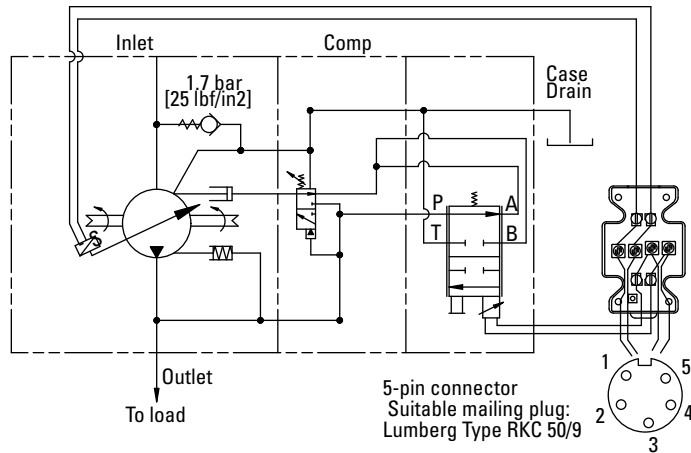 Inlet
Comp
1.7 bar
[25 lbf/in2]
Case
Drain
S
P
A
T
B
Outlet
To load
5-pin connector
Suitable mailing plug:
Lumberg Type RKC 50/9
1
5
2
4
3